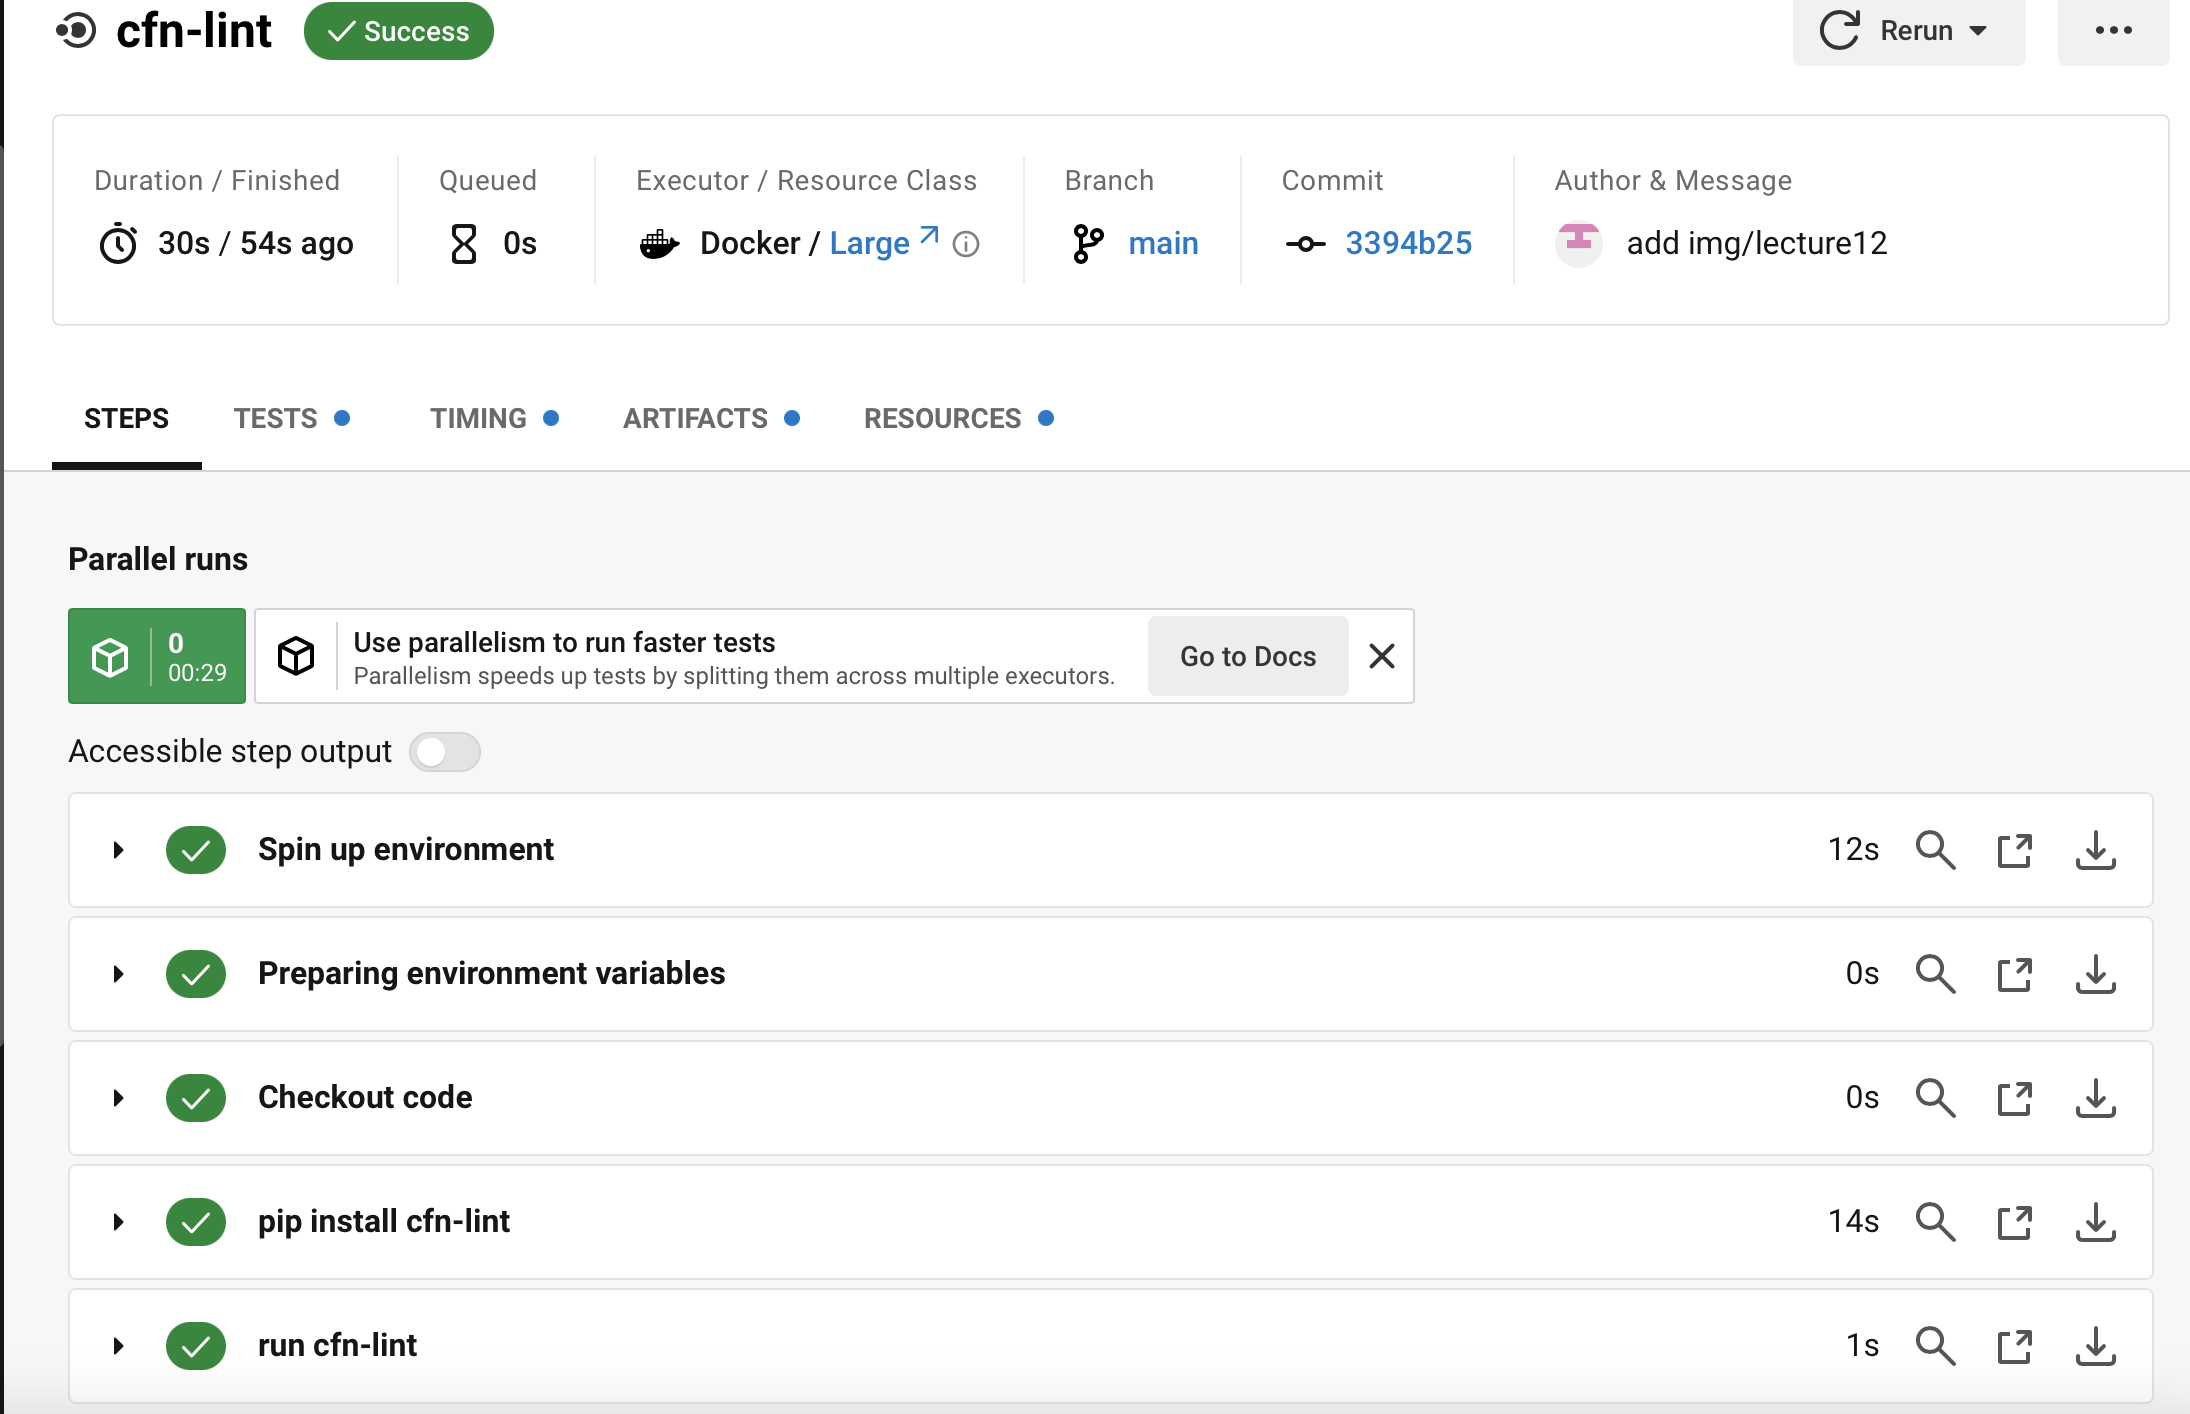 cfn-lint
Success
Rerun
Duration / Finished
30s / 54s ago
Queued
0s
Executor / Resource Class
Docker / Large
Branch
main
Commit
3394b25
Author & Message
add img/lecture12
STEPS
TESTS
TIMING
ARTIFACTS
RESOURCES
Parallel runs
0
00:29
Use parallelism to run faster tests
Parallelism speeds up tests by splitting them across multiple executors.
Go to Docs
Accessible step output
Spin up environment 12s
Preparing environment variables 0s
Checkout code 0s
pip install cfn-lint 14s
run cfn-lint 1s